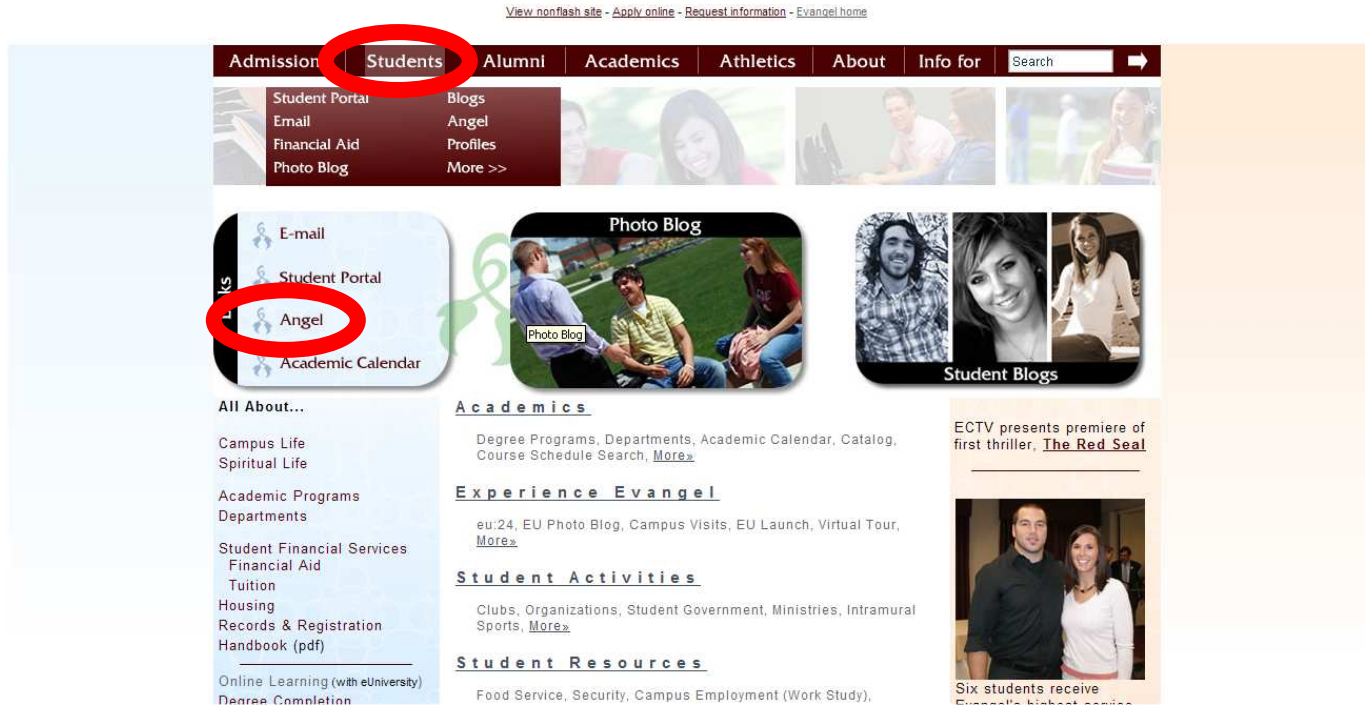 View nonflash site - Apply online - Request information - Evangel home
Admission Students Alumni Academics Athletics About Info for Search
Student Portal Blogs
Email Angel
Financial Aid Profiles
Photo Blog More >>
E-mail
Student Portal
Angel
Academic Calendar
Photo Blog
Photo Blog
Student Blogs
All About...
Campus Life
Spiritual Life
Academic Programs
Departments
Student Financial Services
Financial Aid
Tuition
Housing
Records & Registration
Handbook (pdf)
Online Learning (with eUniversity)
Degree Completion
Academics
Degree Programs, Departments, Academic Calendar, Catalog,
Course Schedule Search, More»
Experience Evangel
eu:24, EU Photo Blog, Campus Visits, EU Launch, Virtual Tour,
More»
Student Activities
Clubs, Organizations, Student Government, Ministries, Intramural
Sports, More»
Student Resources
Food Service, Security, Campus Employment (Work Study),
ECTV presents premiere of
first thriller, The Red Seal
Six students receive
Evangel's highest service